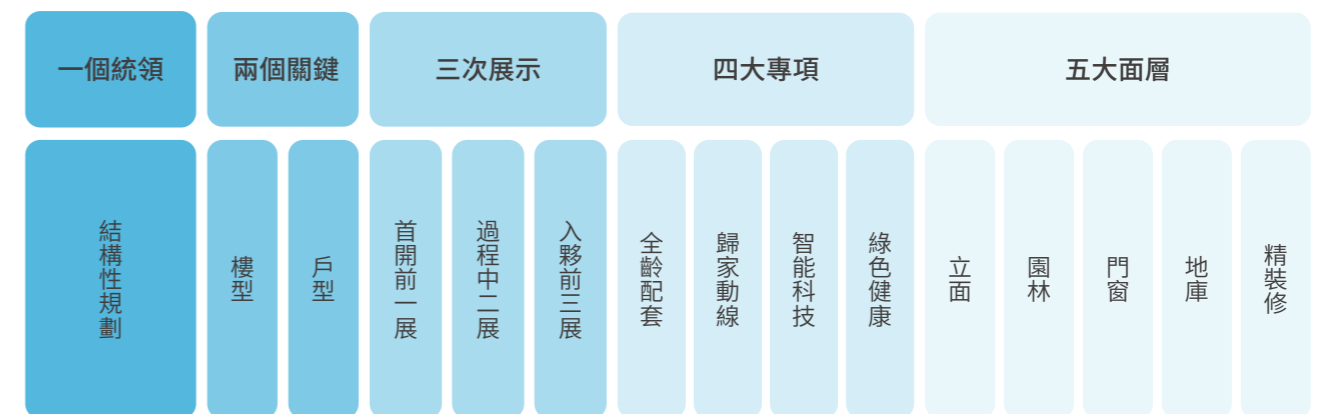 一個統領
兩個關鍵
三次展示
四大專項
五大面層
結構性規劃
樓型
戶型
首開前一展
過程中二展
入夥前三展
全齡配套
歸家動線
智能科技
綠色健康
立面
園林
門窗
地庫
精裝修